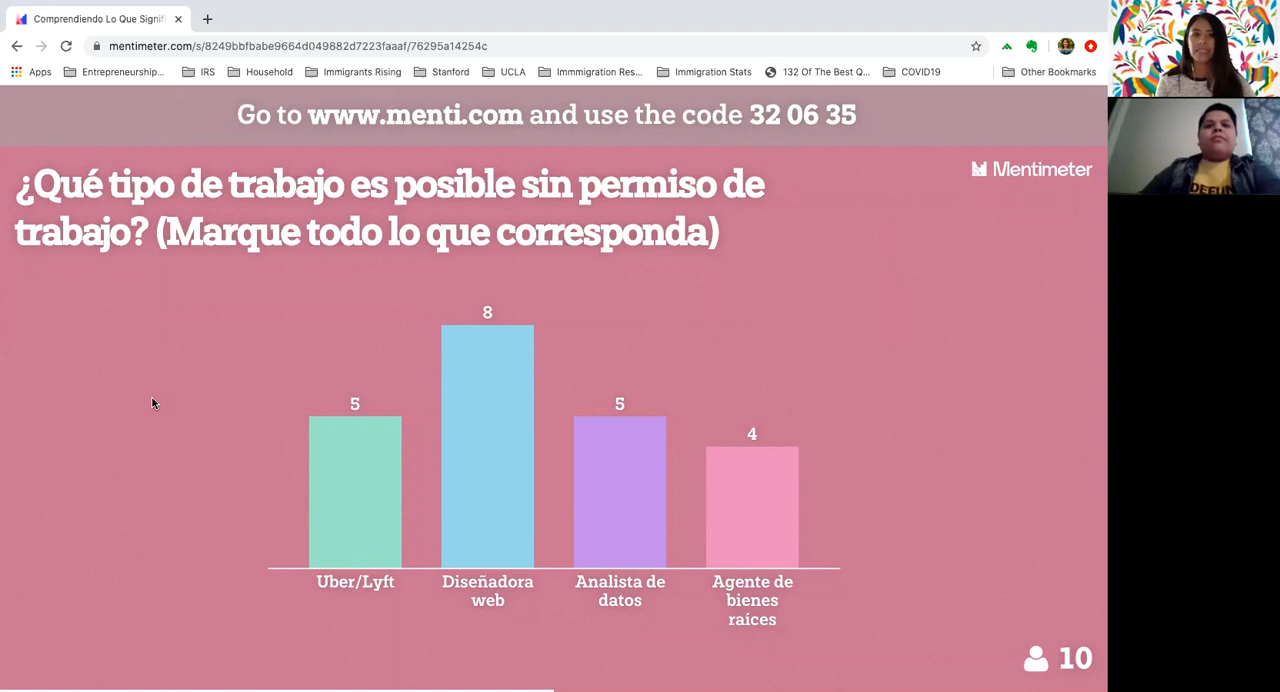 Comprendiendo Lo Que Signif
mentimeter.com/s/8249bbfbabe9664d049882d7223faaaf/76295a14254c
Apps Entrepreneurship... IRS Household Immigrants Rising Stanford UCLA Immmigration Res... Immigration Stats 132 Of The Best Q... COVID19 Other Bookmarks
Go to www.menti.com and use the code 32 06 35
Mentimeter
¿Qué tipo de trabajo es posible sin permiso de
trabajo? (Marque todo lo que corresponda)
5
8
5
4
Uber/Lyft
Diseñadora
web
Analista de
datos
Agente de
bienes
raíces
10